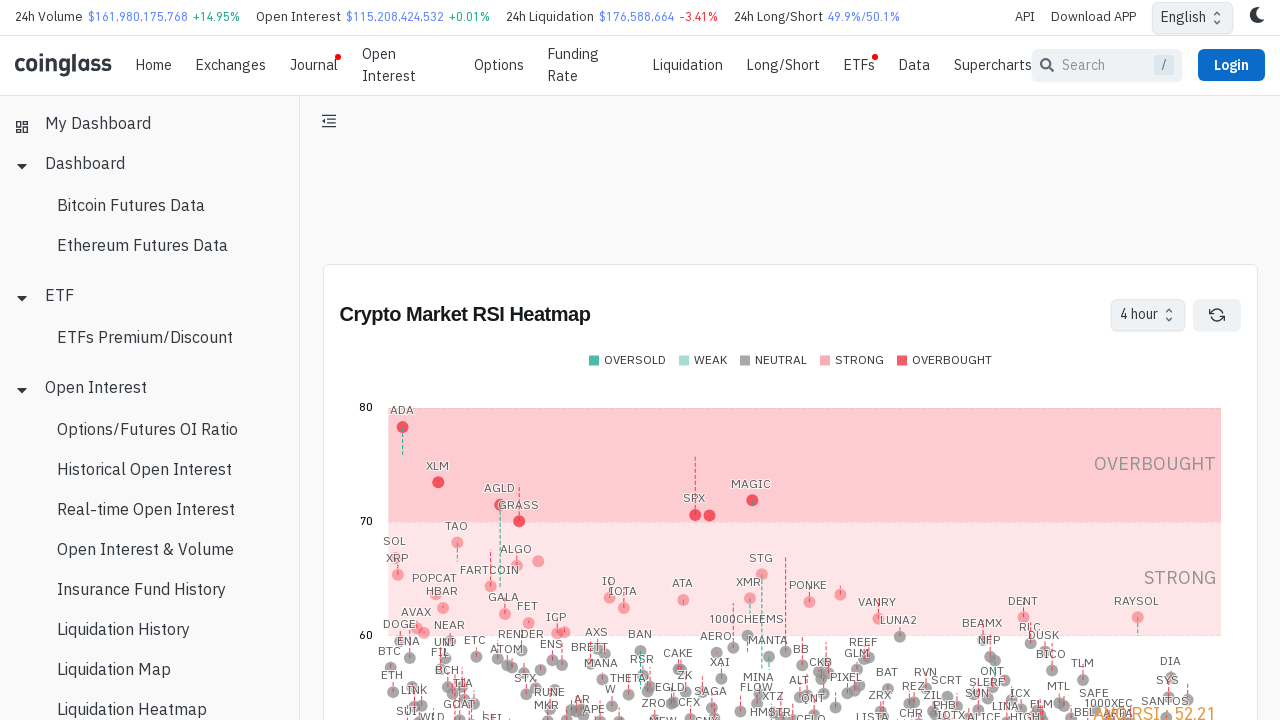 24h Volume $161,980,175,768 +14.95% Open Interest $115,208,424,532 +0.01% 24h Liquidation $176,588,664 -3.41% 24h Long/Short 49.9%/50.1% API Download APP English
coinglass Home Exchanges Journal Open Interest Options Funding Rate Liquidation Long/Short ETFs Data Supercharts Search / Login
My Dashboard
Dashboard
Bitcoin Futures Data
Ethereum Futures Data
ETF
ETFs Premium/Discount
Open Interest
Options/Futures OI Ratio
Historical Open Interest
Real-time Open Interest
Open Interest & Volume
Insurance Fund History
Liquidation History
Liquidation Map
Liquidation Heatmap
Crypto Market RSI Heatmap 4 hour
OVERSOLD WEAK NEUTRAL STRONG OVERBOUGHT
80
ADA
OVERBOUGHT
XLM
AGLD MAGIC
GRASS SPX
70
TAO
SOL ALGO
XRP STG
FARTCOIN
STRONG
POPCAT IO ATA XMR PONKE
HBAR IOTA
GALA VANRY DENT RAYSOL
FET
AVAX IGP 1000CHEEMS LUNA2
DOGE NEAR BEAMX RLC
60
RENDER AXS BAN AERO DUSK
ENA UNI ETC ENS MANTA REEF NFP
BTC FIL ATOM BRETT RSR CAKE XAI BB GLM BICO
BCH MANA CKB TLM DIA
ETH TIA STX THETA ZK MINA ALT PIXEL BAT RVN ONT SYS
LINK RUNE W EGLD SAGA FLOW XTZ QNT ZRX REZ SCRT SLERF MTL SAFE
GOAT MKR AR ZRO CFX ZIL SUN ICX SANTOS
SUI APE HMSTR PHB LINA FLM 1000XEC
WLD SEI LISTA CHR IOTX ALICE HIGH
AVG RSI : 52.21